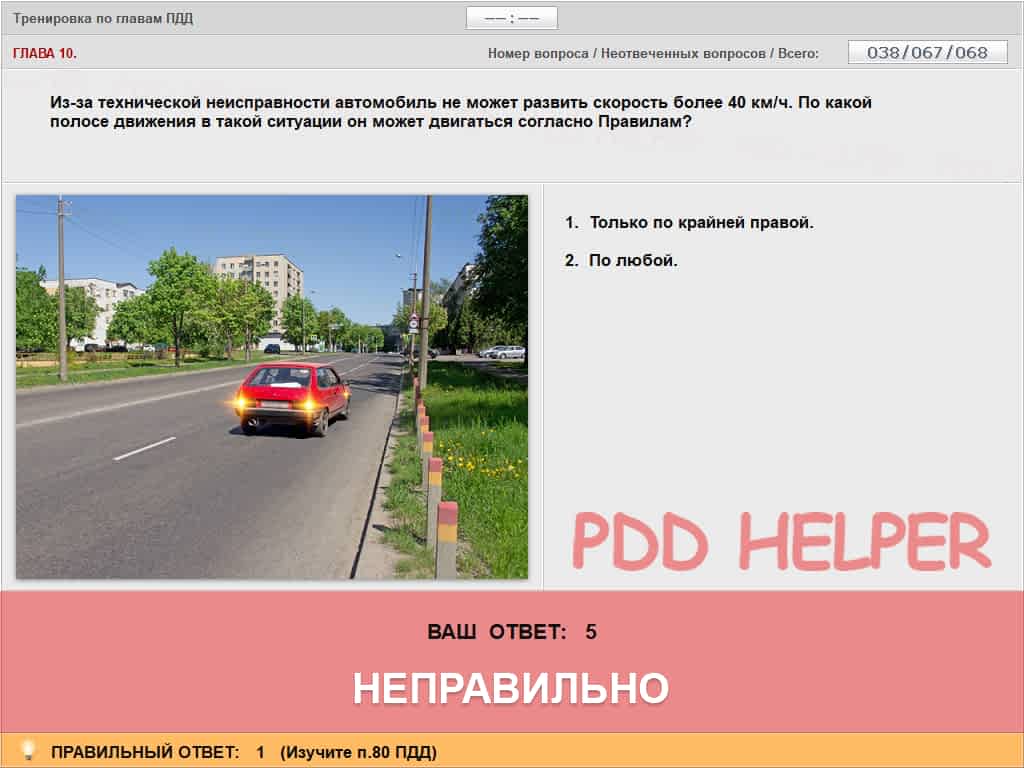 Тренировка по главам ПДД
—— : ——
ГЛАВА 10.
Номер вопроса / Неотвеченных вопросов / Всего:
038/067/068
Из-за технической неисправности автомобиль не может развить скорость более 40 км/ч. По какой
полосе движения в такой ситуации он может двигаться согласно Правилам?
1. Только по крайней правой.
2. По любой.
PDD HELPER
ВАШ ОТВЕТ: 5
НЕПРАВИЛЬНО
ПРАВИЛЬНЫЙ ОТВЕТ: 1 (Изучите п.80 ПДД)